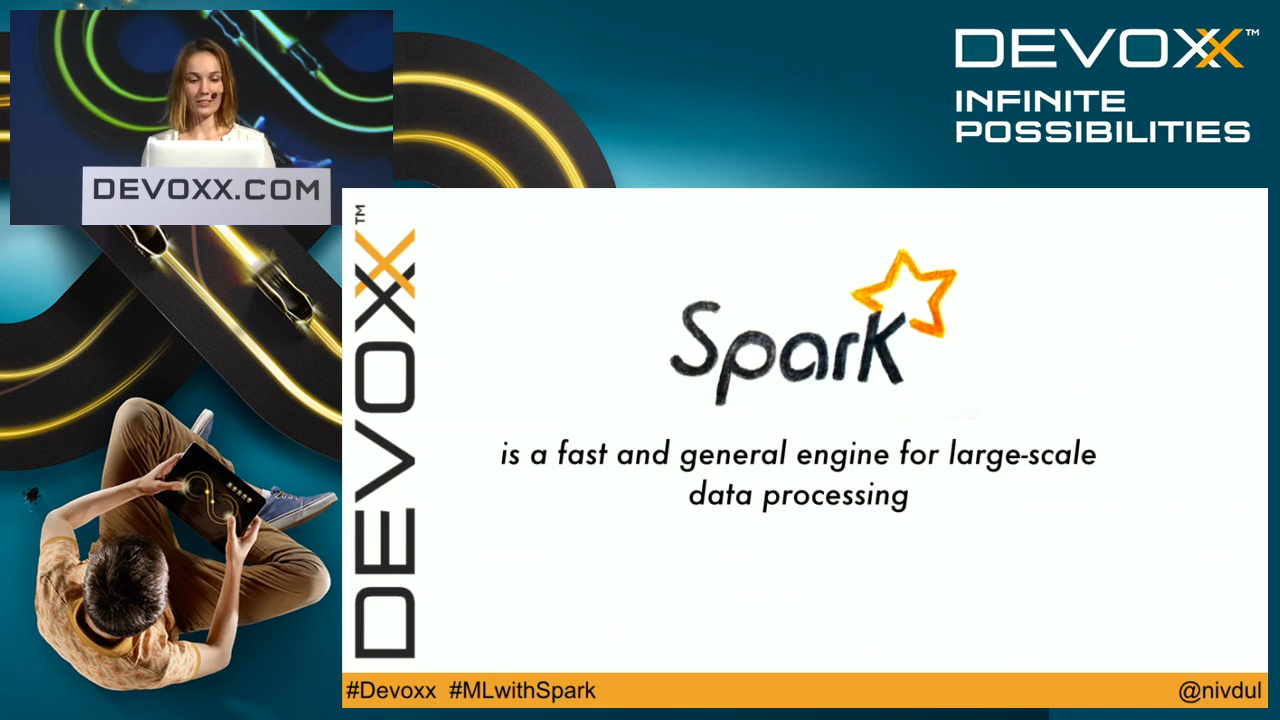 DEVOXX™
INFINITE
POSSIBILITIES
DEVOXX.COM
DEVOXX™
Spark
is a fast and general engine for large-scale
data processing
#Devoxx #MLwithSpark
@nivdul